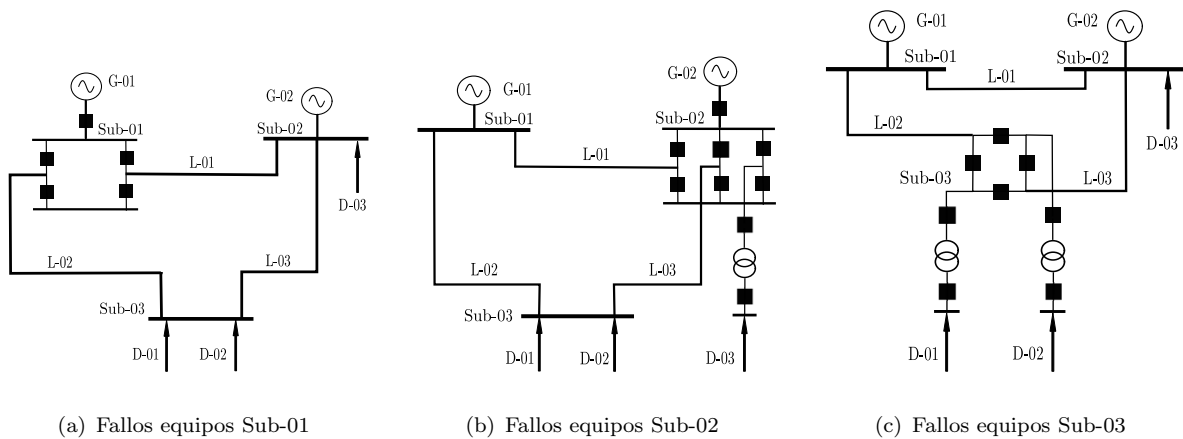 G-01
Sub-01
G-02
Sub-02
L-01
D-03
L-02
L-03
Sub-03
D-01
D-02
(a) Fallos equipos Sub-01
G-01
Sub-01
G-02
Sub-02
L-01
L-02
L-03
Sub-03
D-01
D-02
D-03
(b) Fallos equipos Sub-02
G-01
G-02
Sub-01
Sub-02
L-01
L-02
D-03
Sub-03
L-03
D-01
D-02
(c) Fallos equipos Sub-03